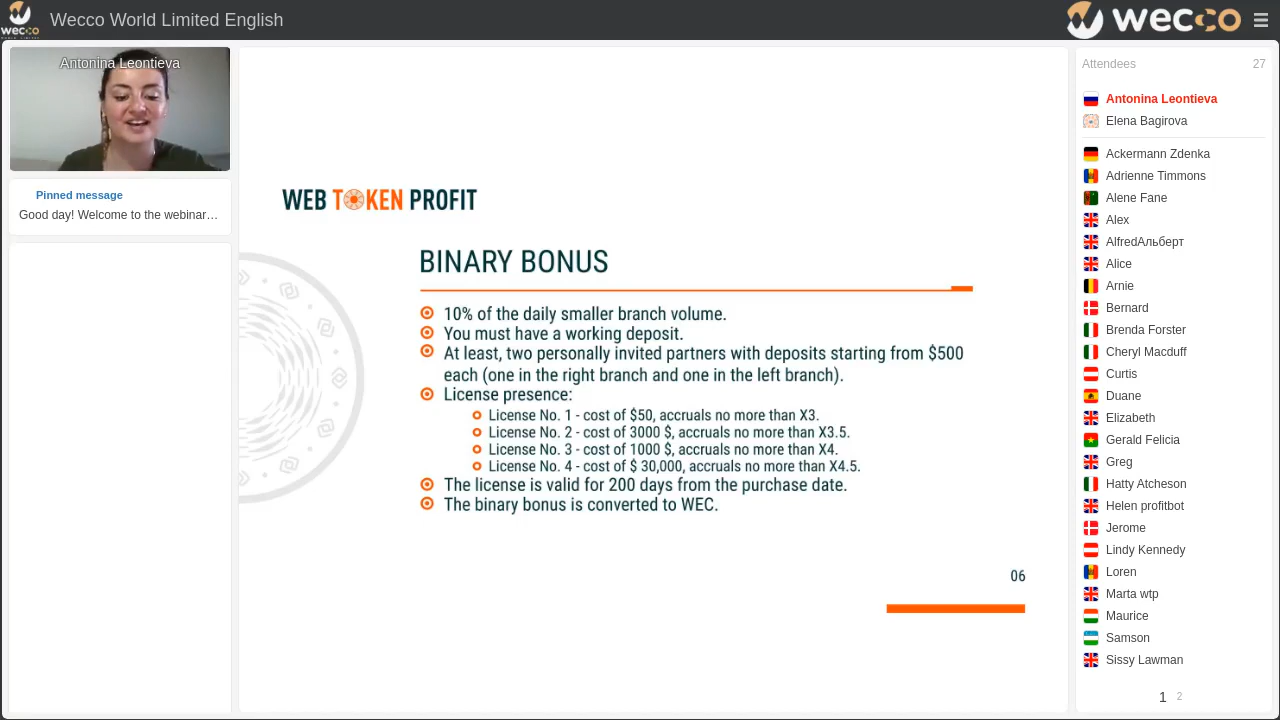 Wecco World Limited English
wecco
wecco
Antonina Leontieva
Pinned message
Good day! Welcome to the webinar…
WEB TOKEN PROFIT
BINARY BONUS
10% of the daily smaller branch volume.
You must have a working deposit.
At least, two personally invited partners with deposits starting from $500
each (one in the right branch and one in the left branch).
License presence:
License No. 1 - cost of $50, accruals no more than X3.
License No. 2 - cost of 3000 $, accruals no more than X3.5.
License No. 3 - cost of 1000 $, accruals no more than X4.
License No. 4 - cost of $ 30,000, accruals no more than X4.5.
The license is valid for 200 days from the purchase date.
The binary bonus is converted to WEC.
06
Attendees 27
Antonina Leontieva
Elena Bagirova
Ackermann Zdenka
Adrienne Timmons
Alene Fane
Alex
AlfredАльберт
Alice
Arnie
Bernard
Brenda Forster
Cheryl Macduff
Curtis
Duane
Elizabeth
Gerald Felicia
Greg
Hatty Atcheson
Helen profitbot
Jerome
Lindy Kennedy
Loren
Marta wtp
Maurice
Samson
Sissy Lawman
1 2